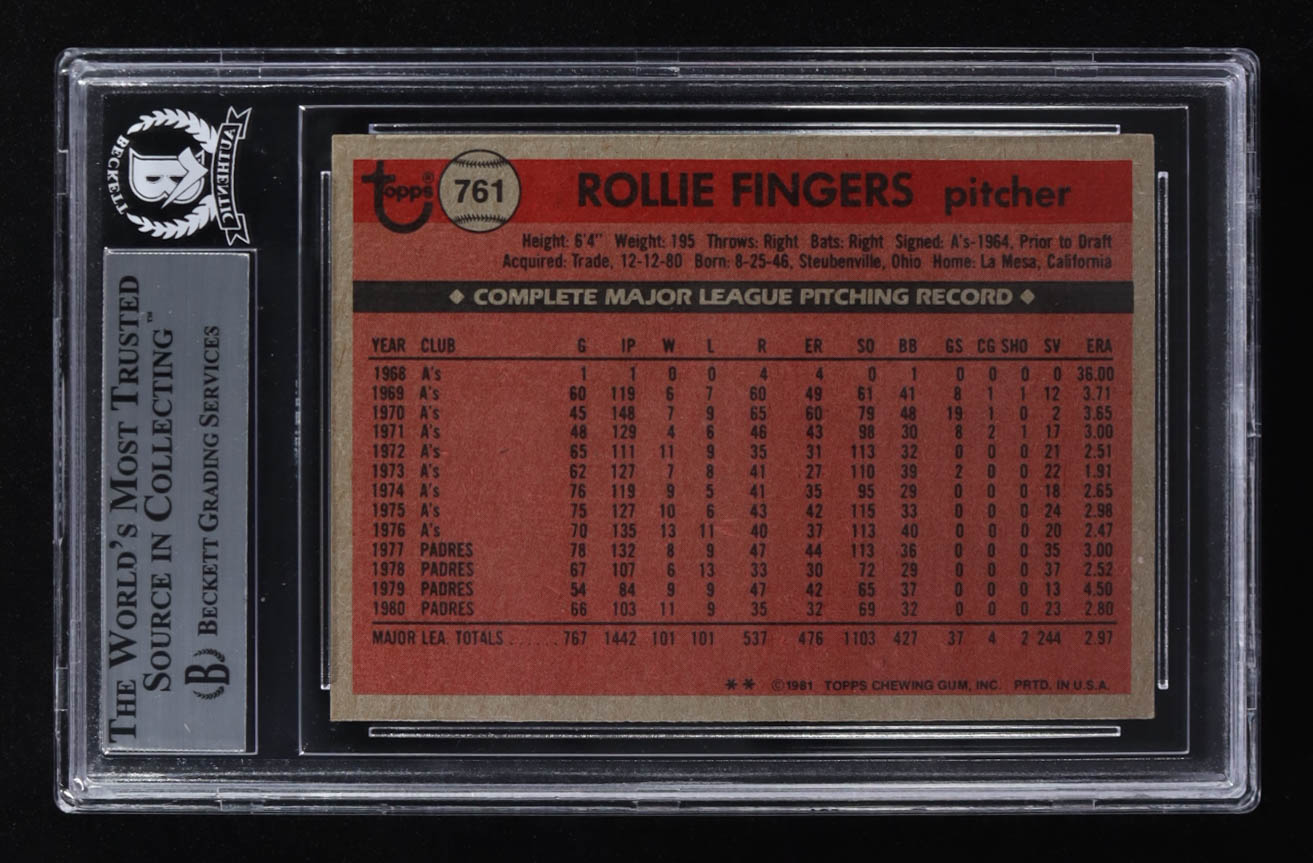 BECKETT AUTHENTIC
B
THE WORLD'S MOST TRUSTED
SOURCE IN COLLECTING™
B BECKETT GRADING SERVICES
topps® 761 ROLLIE FINGERS pitcher
Height: 6'4" Weight: 195 Throws: Right Bats: Right Signed: A's-1964, Prior to Draft
Acquired: Trade, 12-12-80 Born: 8-25-46, Steubenville, Ohio Home: La Mesa, California
◆ COMPLETE MAJOR LEAGUE PITCHING RECORD ◆
YEAR CLUB G IP W L R ER SO BB GS CG SHO SV ERA
1968 A's 1 1 0 0 4 4 0 1 0 0 0 0 36.00
1969 A's 60 119 6 7 60 49 61 41 8 1 1 12 3.71
1970 A's 45 148 7 9 65 60 79 48 19 1 0 2 3.65
1971 A's 48 129 4 6 46 43 98 30 8 2 1 17 3.00
1972 A's 65 111 11 9 35 31 113 32 0 0 0 21 2.51
1973 A's 62 127 7 8 41 27 110 39 2 0 0 22 1.91
1974 A's 76 119 9 5 41 35 95 29 0 0 0 18 2.65
1975 A's 75 127 10 6 43 42 115 33 0 0 0 24 2.98
1976 A's 70 135 13 11 40 37 113 40 0 0 0 20 2.47
1977 PADRES 78 132 8 9 47 44 113 36 0 0 0 35 3.00
1978 PADRES 67 107 6 13 33 30 72 29 0 0 0 37 2.52
1979 PADRES 54 84 9 9 47 42 65 37 0 0 0 13 4.50
1980 PADRES 66 103 11 9 35 32 69 32 0 0 0 23 2.80
MAJOR LEA. TOTALS ....... 767 1442 101 101 537 476 1103 427 37 4 2 244 2.97
** ©1981 TOPPS CHEWING GUM, INC. PRTD. IN U.S.A.